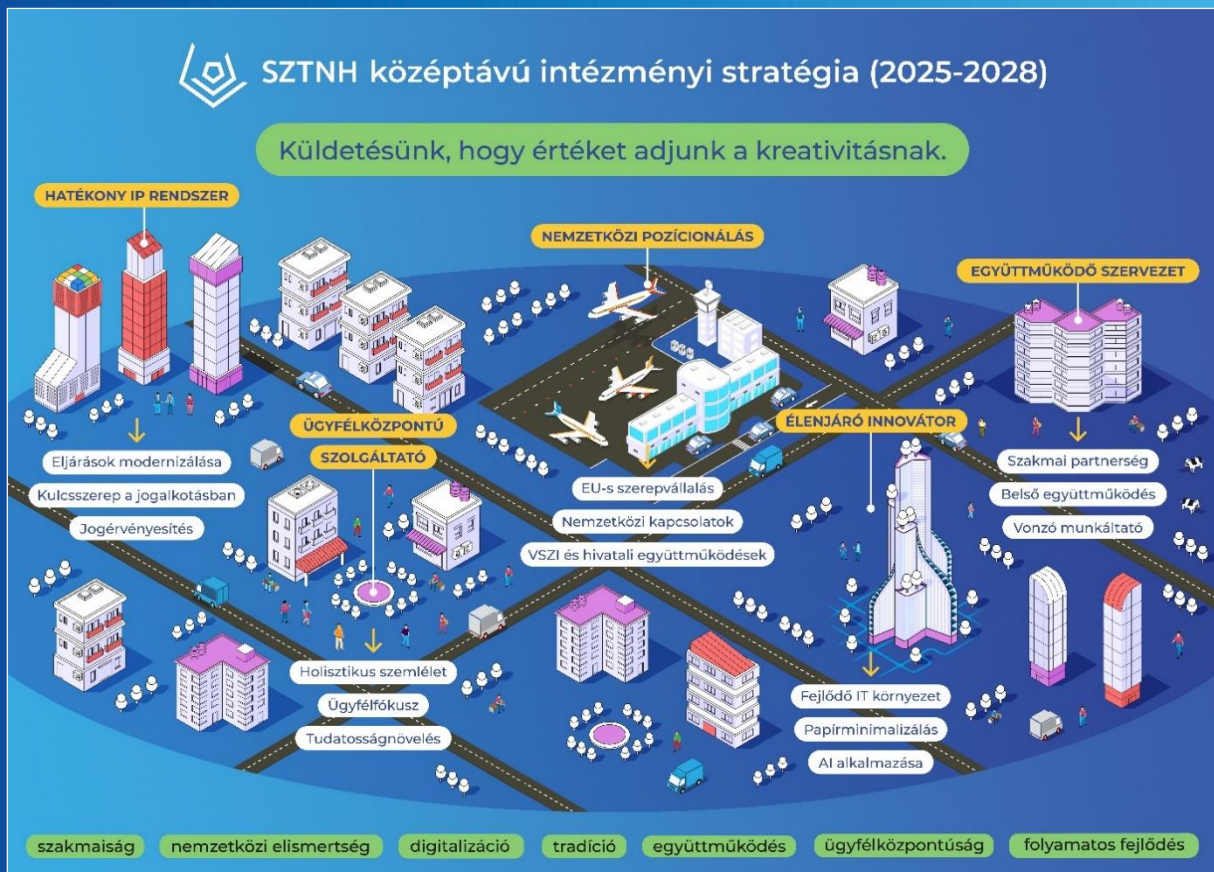 SZTNH középtávú intézményi stratégia (2025-2028)
Küldetésünk, hogy értéket adjunk a kreativitásnak.
HATÉKONY IP RENDSZER
Eljárások modernizálása
Kulcsszerep a jogalkotásban
Jogérvényesítés
ÜGYFÉLKÖZPONTÚ
SZOLGÁLTATÓ
Holisztikus szemlélet
Ügyfélfókusz
Tudatosságnövelés
NEMZETKÖZI POZÍCIONÁLÁS
EU-s szerepvállalás
Nemzetközi kapcsolatok
VSZI és hivatali együttműködések
ÉLENJÁRÓ INNOVÁTOR
Fejlődő IT környezet
Papírminimalizálás
AI alkalmazása
EGYÜTTMŰKÖDŐ SZERVEZET
Szakmai partnerség
Belső együttműködés
Vonzó munkáltató
szakmaiság
nemzetközi elismertség
digitalizáció
tradíció
együttműködés
ügyfélközpontúság
folyamatos fejlődés